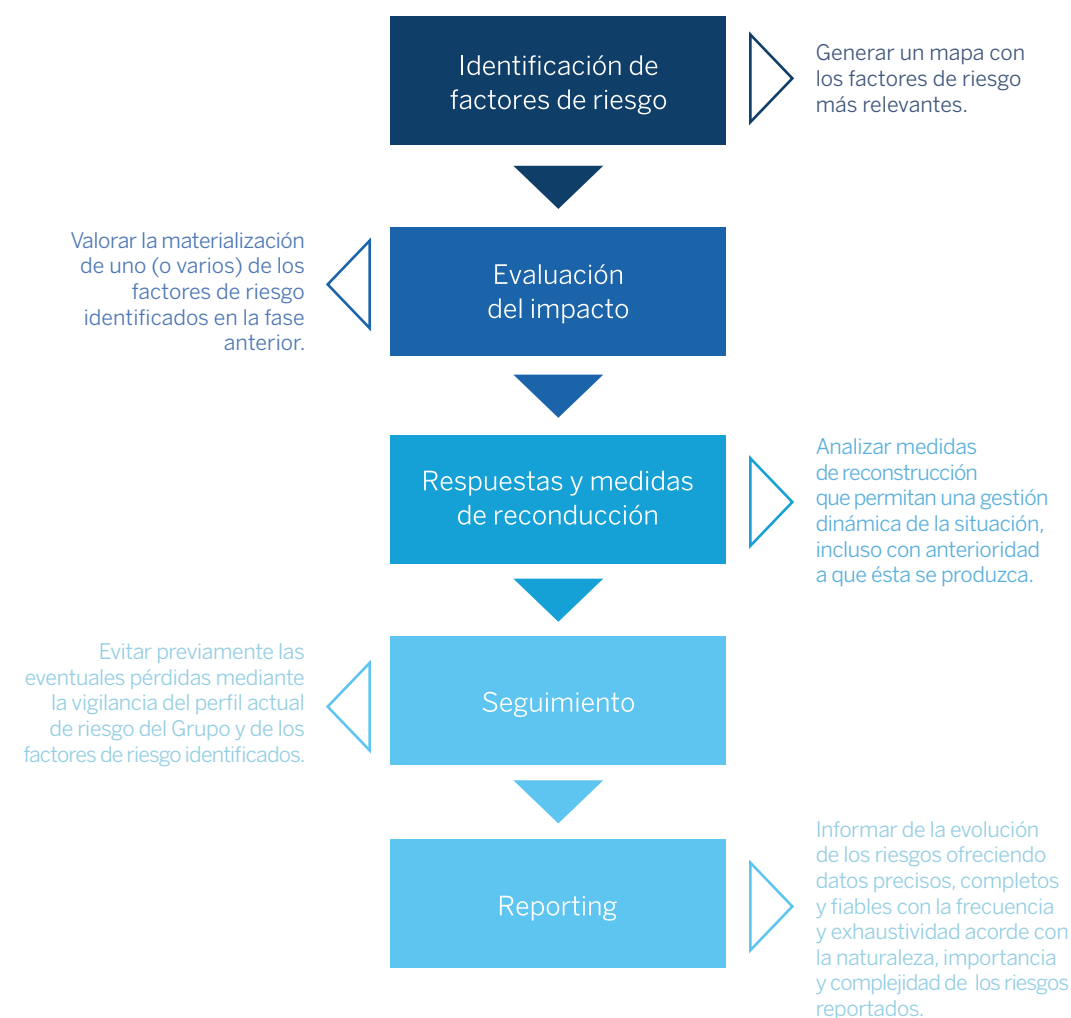 Identificación de
factores de riesgo
Generar un mapa con
los factores de riesgo
más relevantes.
Valorar la materialización
de uno (o varios) de los
factores de riesgo
identificados en la fase
anterior.
Evaluación
del impacto
Respuestas y medidas
de reconducción
Analizar medidas
de reconstrucción
que permitan una gestión
dinámica de la situación,
incluso con anterioridad
a que ésta se produzca.
Evitar previamente las
eventuales pérdidas mediante
la vigilancia del perfil actual
de riesgo del Grupo y de los
factores de riesgo identificados.
Seguimiento
Reporting
Informar de la evolución
de los riesgos ofreciendo
datos precisos, completos
y fiables con la frecuencia
y exhaustividad acorde con
la naturaleza, importancia
y complejidad de los riesgos
reportados.